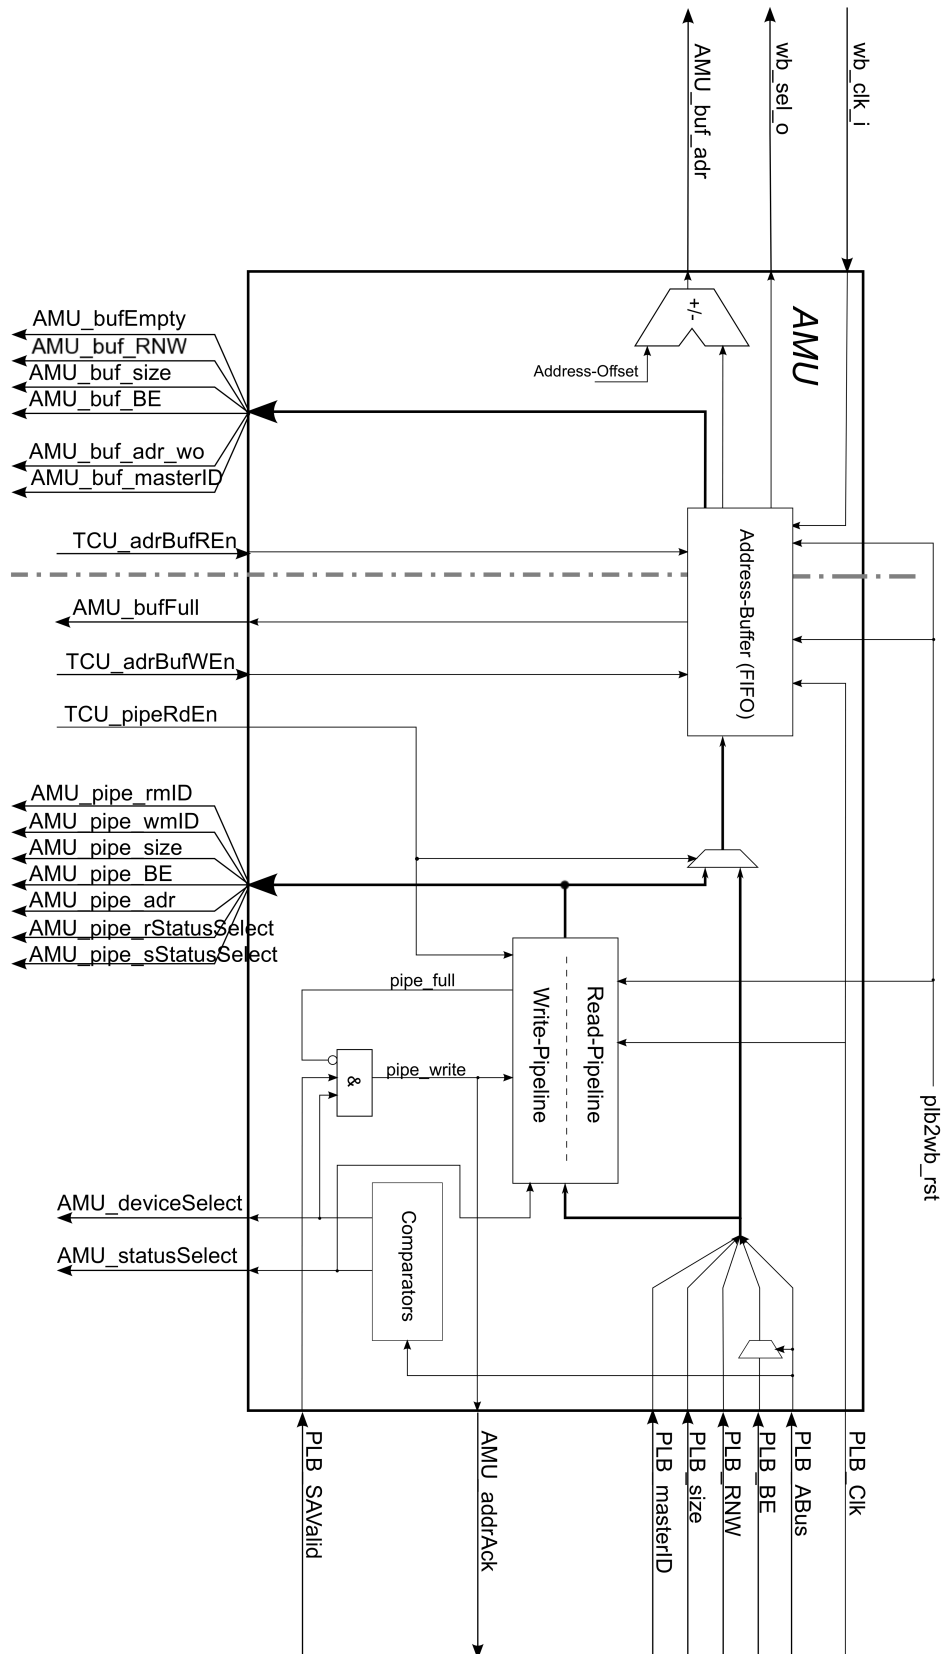 AMU_buf_adr
wb_sel_o
wb_clk_i
AMU
+/-
Address-Offset
AMU_bufEmpty
AMU_buf_RNW
AMU_buf_size
AMU_buf_BE
AMU_buf_adr_wo
AMU_buf_masterID
TCU_adrBufREn
AMU_bufFull
TCU_adrBufWEn
TCU_pipeRdEn
Address-Buffer (FIFO)
AMU_pipe_rmID
AMU_pipe_wmID
AMU_pipe_size
AMU_pipe_BE
AMU_pipe_adr
AMU_pipe_rStatusSelect
AMU_pipe_sStatusSelect
pipe_full
Read-Pipeline
Write-Pipeline
&
pipe_write
plb2wb_rst
AMU_deviceSelect
AMU_statusSelect
Comparators
PLB_SAValid
AMU_addrAck
PLB_masterID
PLB_size
PLB_RNW
PLB_BE
PLB_ABus
PLB_Clk